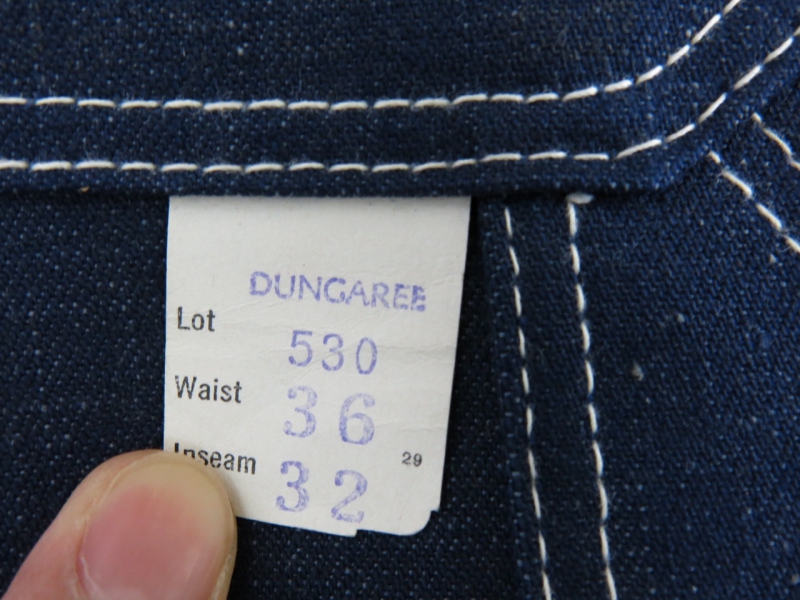 DUNGAREE
Lot 530
Waist 36
Inseam 32 29